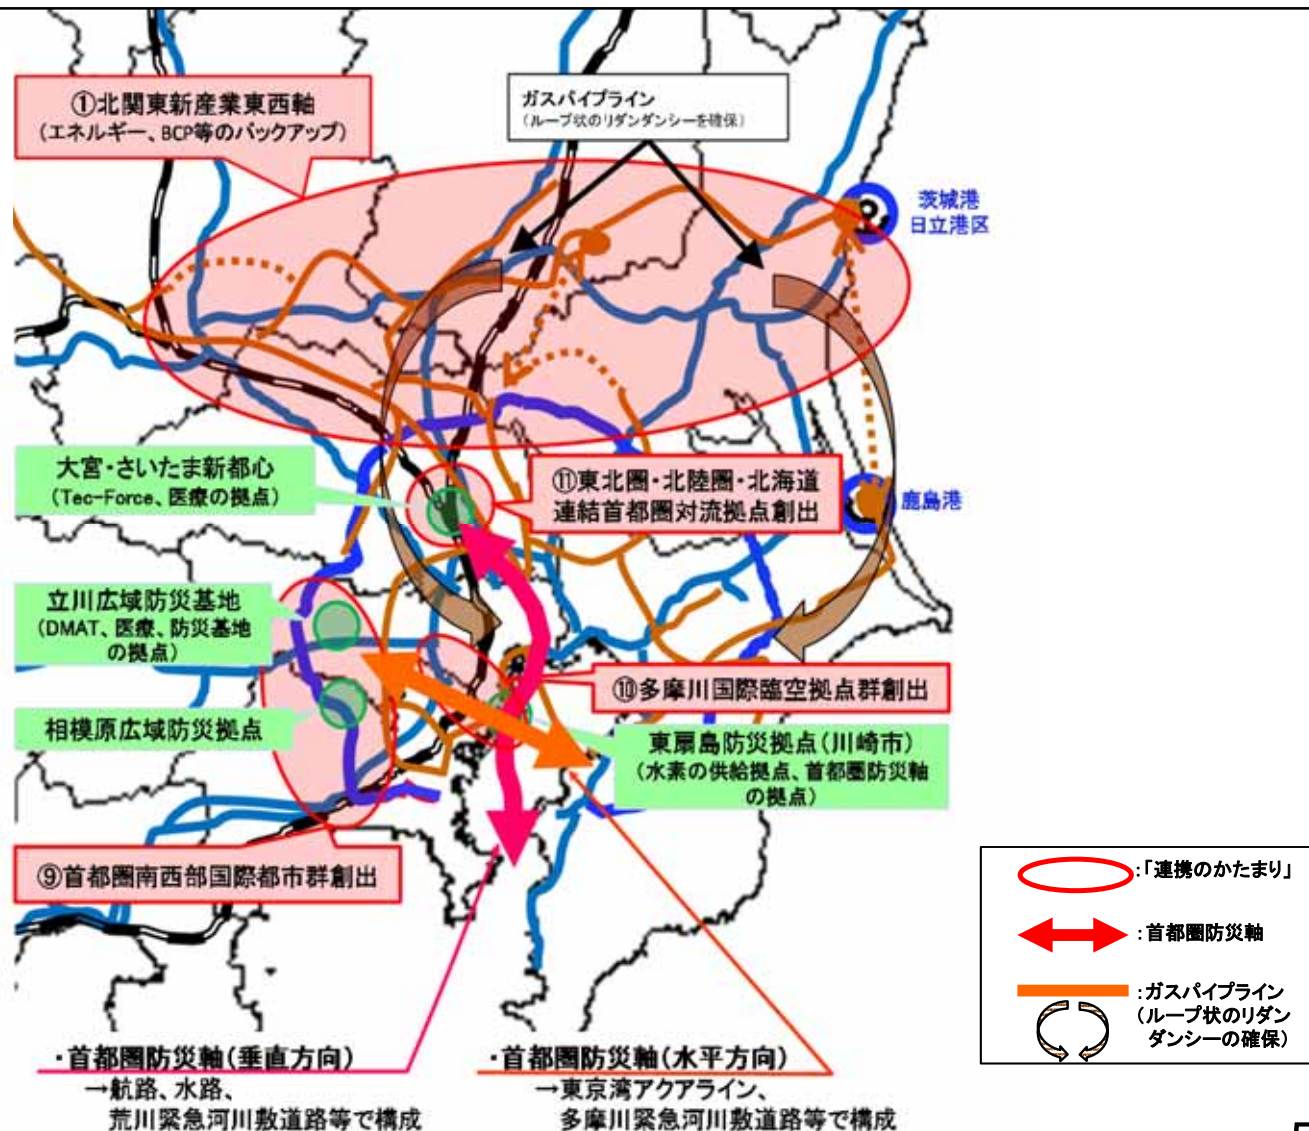 ①北関東新産業東西軸
(エネルギー、BCP等のバックアップ)
ガスパイプライン
(ループ状のリダンダンシーを確保)
茨城港
日立港区
大宮・さいたま新都心
(Tec-Force、医療の拠点)
⑪東北圏・北陸圏・北海道
連結首都圏対流拠点創出
鹿島港
立川広域防災基地
(DMAT、医療、防災基地
の拠点)
⑩多摩川国際臨空拠点群創出
相模原広域防災拠点
東扇島防災拠点(川崎市)
(水素の供給拠点、首都圏防災軸
の拠点)
⑨首都圏南西部国際都市群創出
:「連携のかたまり」
:首都圏防災軸
:ガスパイプライン
(ループ状のリダン
ダンシーの確保)
・首都圏防災軸(垂直方向)
→航路、水路、
荒川緊急河川敷道路等で構成
・首都圏防災軸(水平方向)
→東京湾アクアライン、
多摩川緊急河川敷道路等で構成